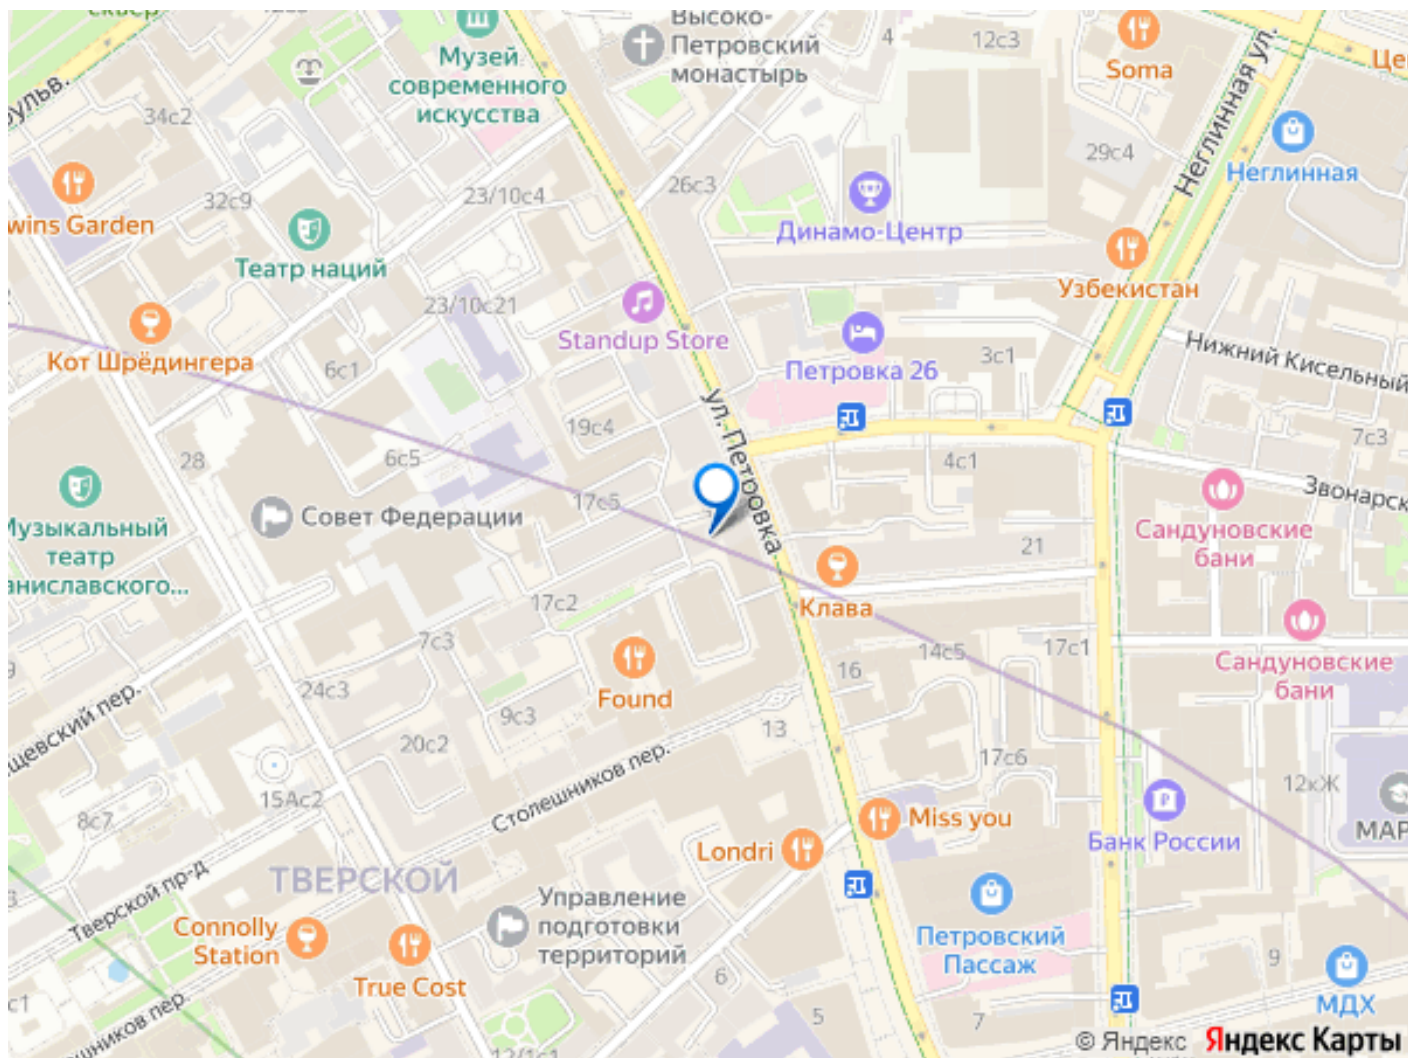 Высоко-
Петровский
монастырь
4
12с3
Soma
Музей
современного
искусства
34с2
29с4
Неглинная ул.
Неглинная
26с3
32с9
23/10с4
Динамо-Центр
Театр наций
Узбекистан
23/10с21
Standup Store
Кот Шрёдингера
6с1
Петровка 26
3с1
Нижний Кисельный
ул. Петровка
19с4
7с3
28
6с5
4с1
17с5
Совет Федерации
Сандуновские
бани
21
Клава
17с2
7с3
14с5
17с1
16
Сандуновские
бани
24с3
Found
9с3
13
20с2
17с6
Столешников пер.
15Ас2
12кЖ
8с7
Miss you
Банк России
Londri
ТВЕРСКОЙ
Тверской пр-д
Connolly
Station
Управление
подготовки
территорий
Петровский
Пассаж
True Cost
6
9
МДХ
5
7
12/1с1
© Яндекс Яндекс Карты